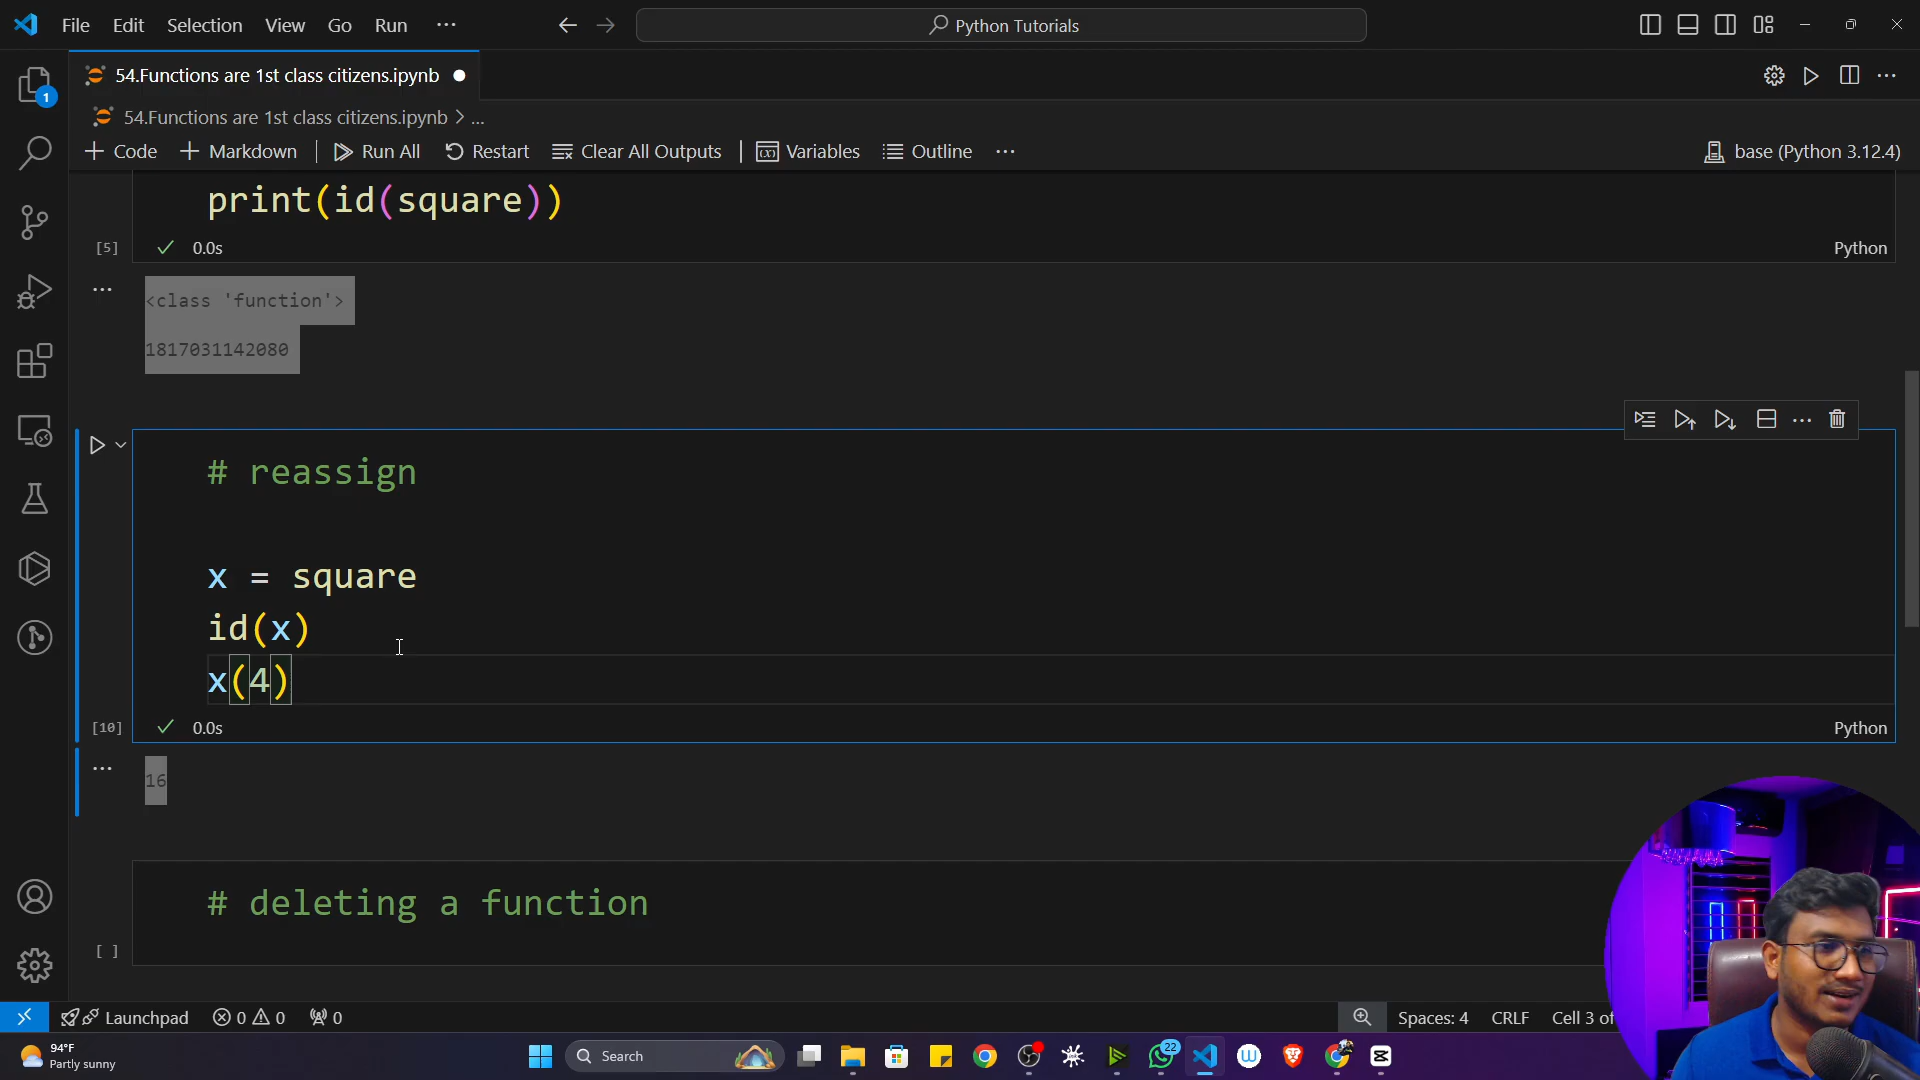 File Edit Selection View Go Run ...
Python Tutorials
54.Functions are 1st class citizens.ipynb
54.Functions are 1st class citizens.ipynb > ...
+ Code + Markdown Run All Restart Clear All Outputs Variables Outline ... base (Python 3.12.4)
print(id(square))
[5] 0.0s Python
<class 'function'>
1817031142080
# reassign
x = square
id(x)
x(4)
[10] 0.0s Python
16
# deleting a function
[ ]
1
Launchpad 0 0 0 Spaces: 4 CRLF Cell 3 of
94°F
Partly sunny
Search
22